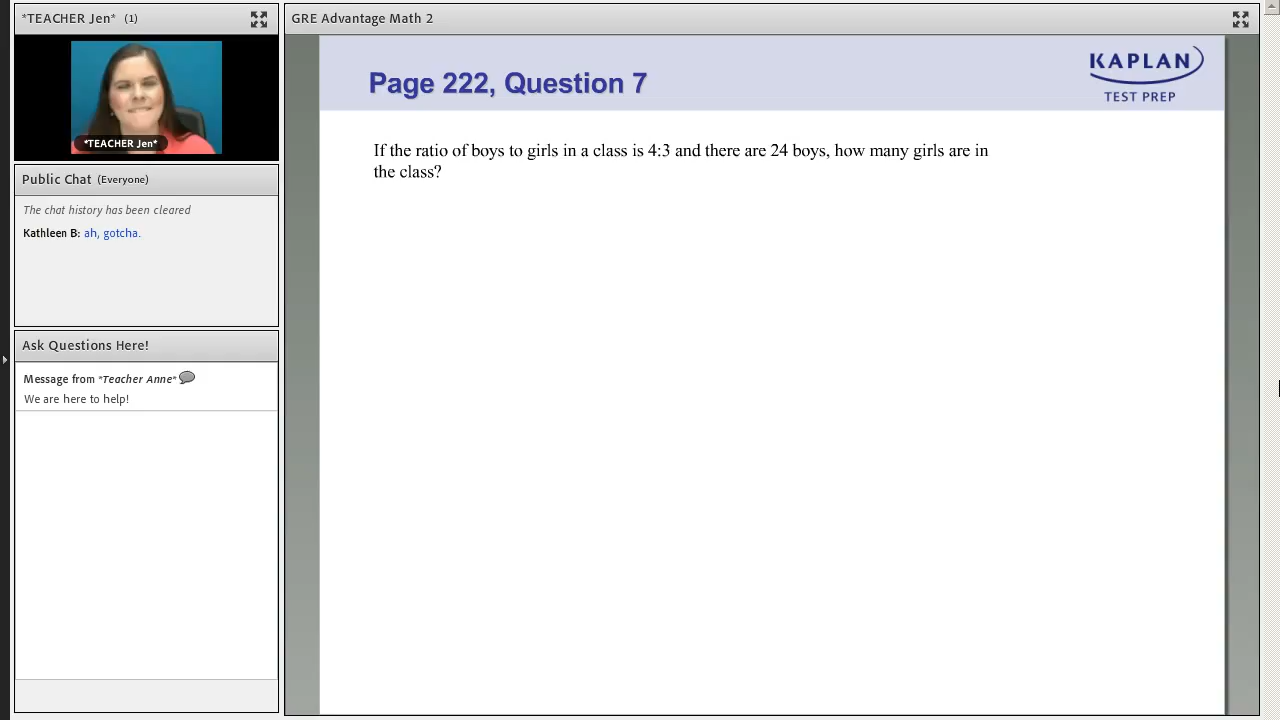 *TEACHER Jen* (1)
*TEACHER Jen*
Public Chat (Everyone)
The chat history has been cleared
Kathleen B: ah, gotcha.
Ask Questions Here!
Message from *Teacher Anne*
We are here to help!
GRE Advantage Math 2
Page 222, Question 7
KAPLAN
TEST PREP
If the ratio of boys to girls in a class is 4:3 and there are 24 boys, how many girls are in
the class?